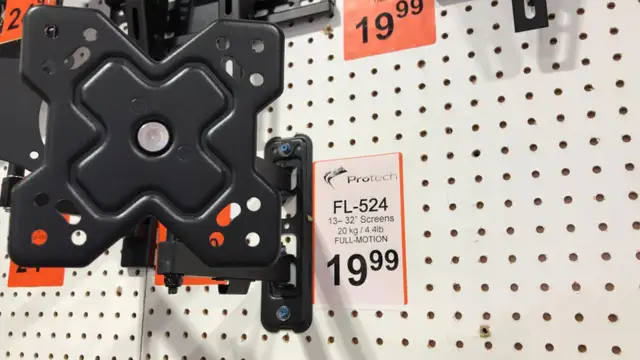 19.99
Protech
FL-524
13– 32" Screens
20 kg / 4.4lb
FULL-MOTION
19.99